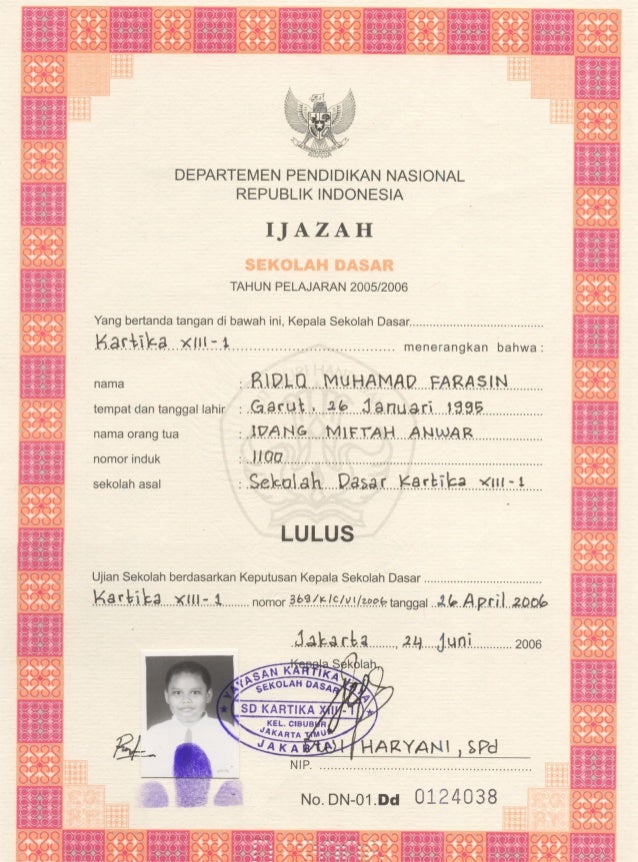 DEPARTEMEN PENDIDIKAN NASIONAL
REPUBLIK INDONESIA
IJAZAH
SEKOLAH DASAR
TAHUN PELAJARAN 2005/2006
Yang bertanda tangan di bawah ini, Kepala Sekolah Dasar
Kartika XIII-1 menerangkan bahwa :
nama : RIDLO MUHAMAD FARASIN
tempat dan tanggal lahir : Garut, 26 Januari 1995
nama orang tua : IDANG MIFTAH ANWAR
nomor induk : 1100
sekolah asal : Sekolah Dasar Kartika XIII-1
LULUS
Ujian Sekolah berdasarkan Keputusan Kepala Sekolah Dasar
Kartika XIII-1 nomor 369/K/C/VI/2006 tanggal 26 April 2006
Jakarta, 24 Juni 2006
Kepala Sekolah,
YAYASAN KARTIKA
SEKOLAH DASAR
SD KARTIKA XIII-1
KEL. CIBUBUR
JAKARTA TIMUR
JAKARTA
HARYANI, SPd
NIP.
No. DN-01.Dd 0124038